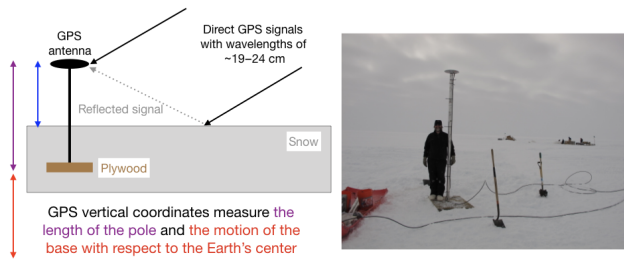 GPS
antenna
Direct GPS signals
with wavelengths of
~19–24 cm
Reflected signal
Snow
Plywood
GPS vertical coordinates measure the
length of the pole and the motion of the
base with respect to the Earth's center